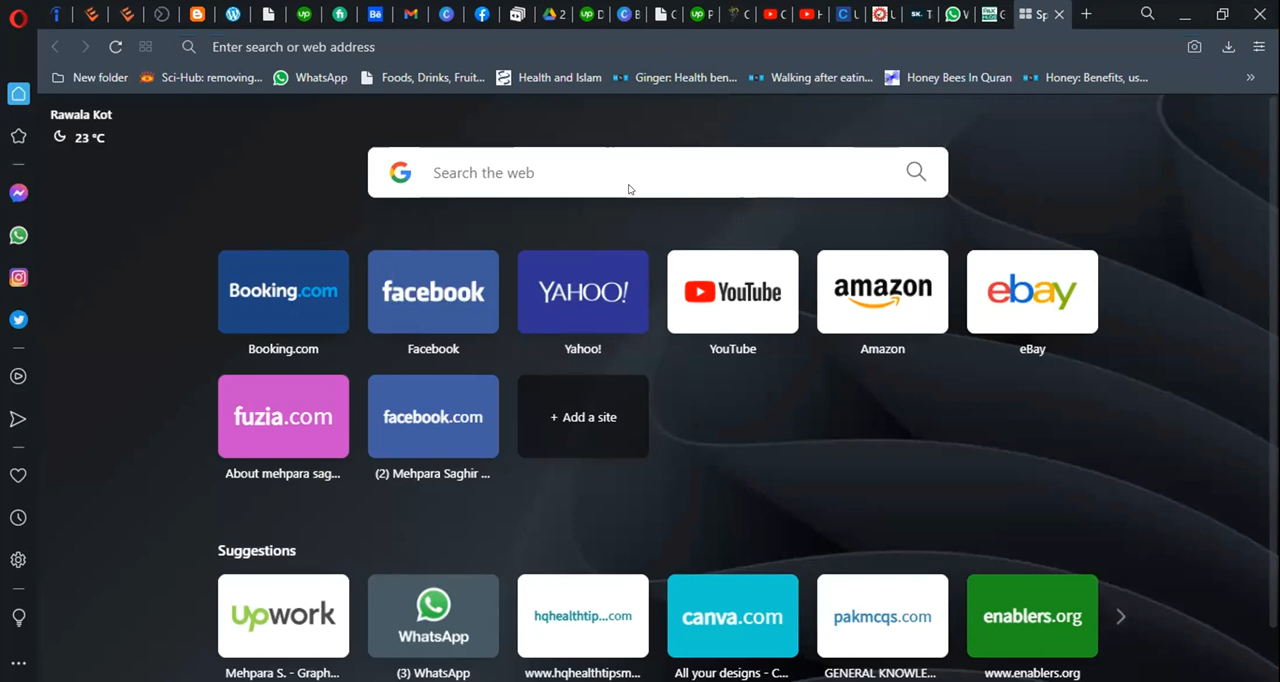 2
D
B
C
P
C
C
H
U
U
T
W
G
Sp
Enter search or web address
New folder
Sci-Hub: removing...
WhatsApp
Foods, Drinks, Fruit...
Health and Islam
Ginger: Health ben...
Walking after eatin...
Honey Bees In Quran
Honey: Benefits, us...
Rawala Kot
23 °C
Search the web
Booking.com
facebook
YAHOO!
YouTube
amazon
ebay
Booking.com
Facebook
Yahoo!
YouTube
Amazon
eBay
fuzia.com
facebook.com
+ Add a site
About mehpara sag...
(2) Mehpara Saghir ...
Suggestions
upwork
WhatsApp
hqhealthtip...com
canva.com
pakmcqs.com
enablers.org
Mehpara S. - Graph...
(3) WhatsApp
www.hqhealthtipsm...
All your designs - C...
GENERAL KNOWLE...
www.enablers.org